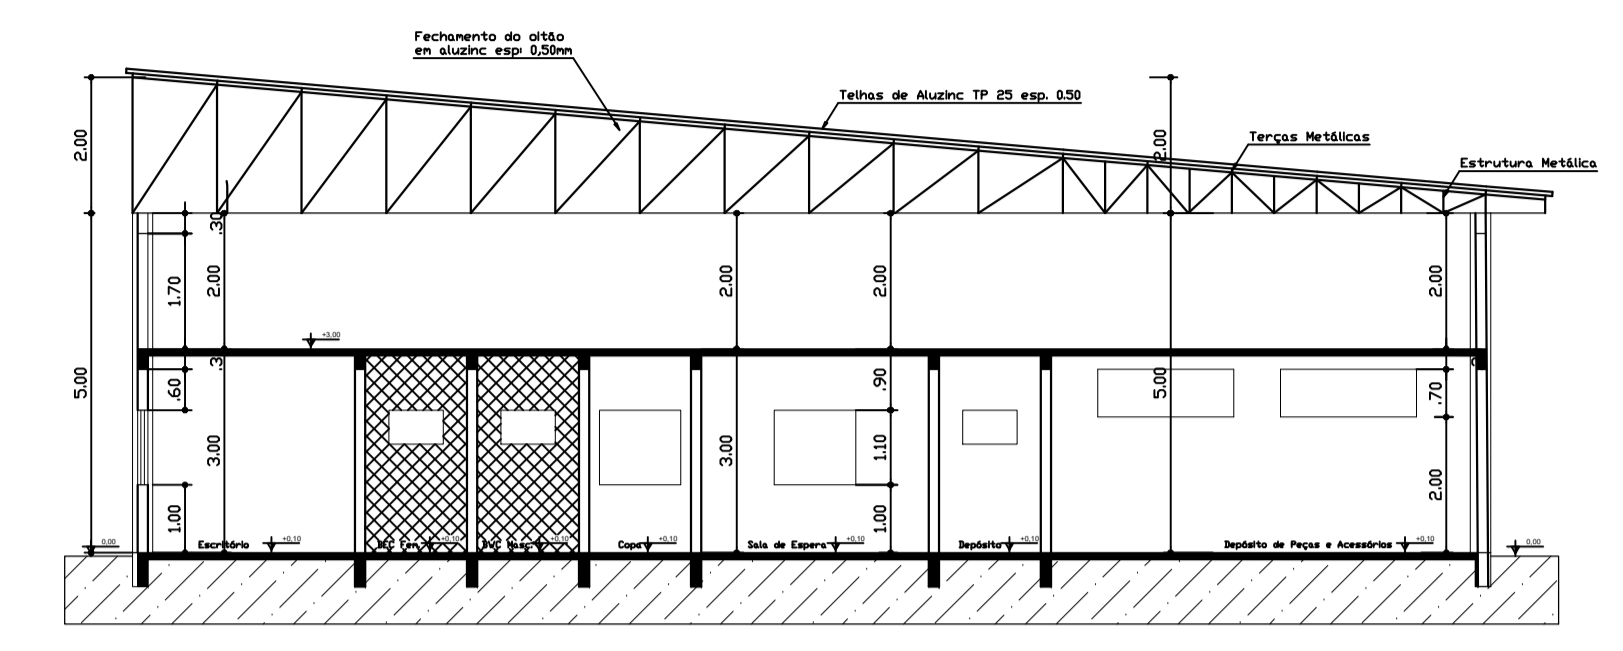 Fechamento do oitão
em aluzinc esp: 0,50mm
Telhas de Aluzinc TP 25 esp. 0.50
Terças Metálicas
Estrutura Metálica
2.00
2.00
.30
1.70
2.00
2.00
2.00
2.00
+3,00
5.00
.60
.3
.90
5.00
.70
3.00
3.00
1.10
2.00
1.00
1.00
0,00
Escritório
+0,10
BEC Fem.
+0,10
BWC Masc.
+0,10
Copa
+0,10
Sala de Espera
+0,10
Depósito
+0,10
Depósito de Peças e Acessórios
+0,10
0,00